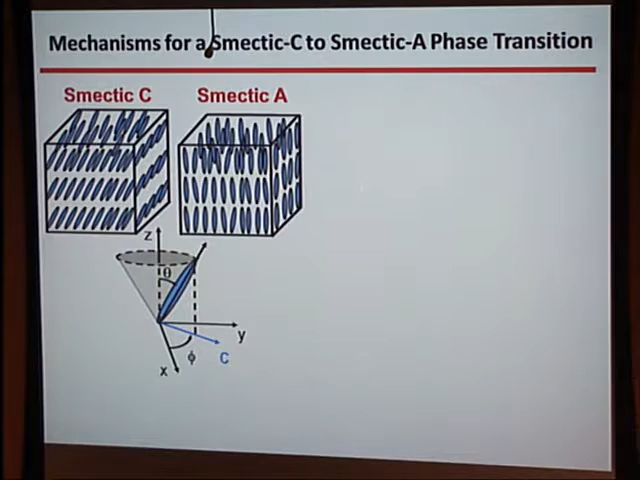 Mechanisms for a Smectic-C to Smectic-A Phase Transition
Smectic C
Smectic A
z
θ
y
ϕ
C
x